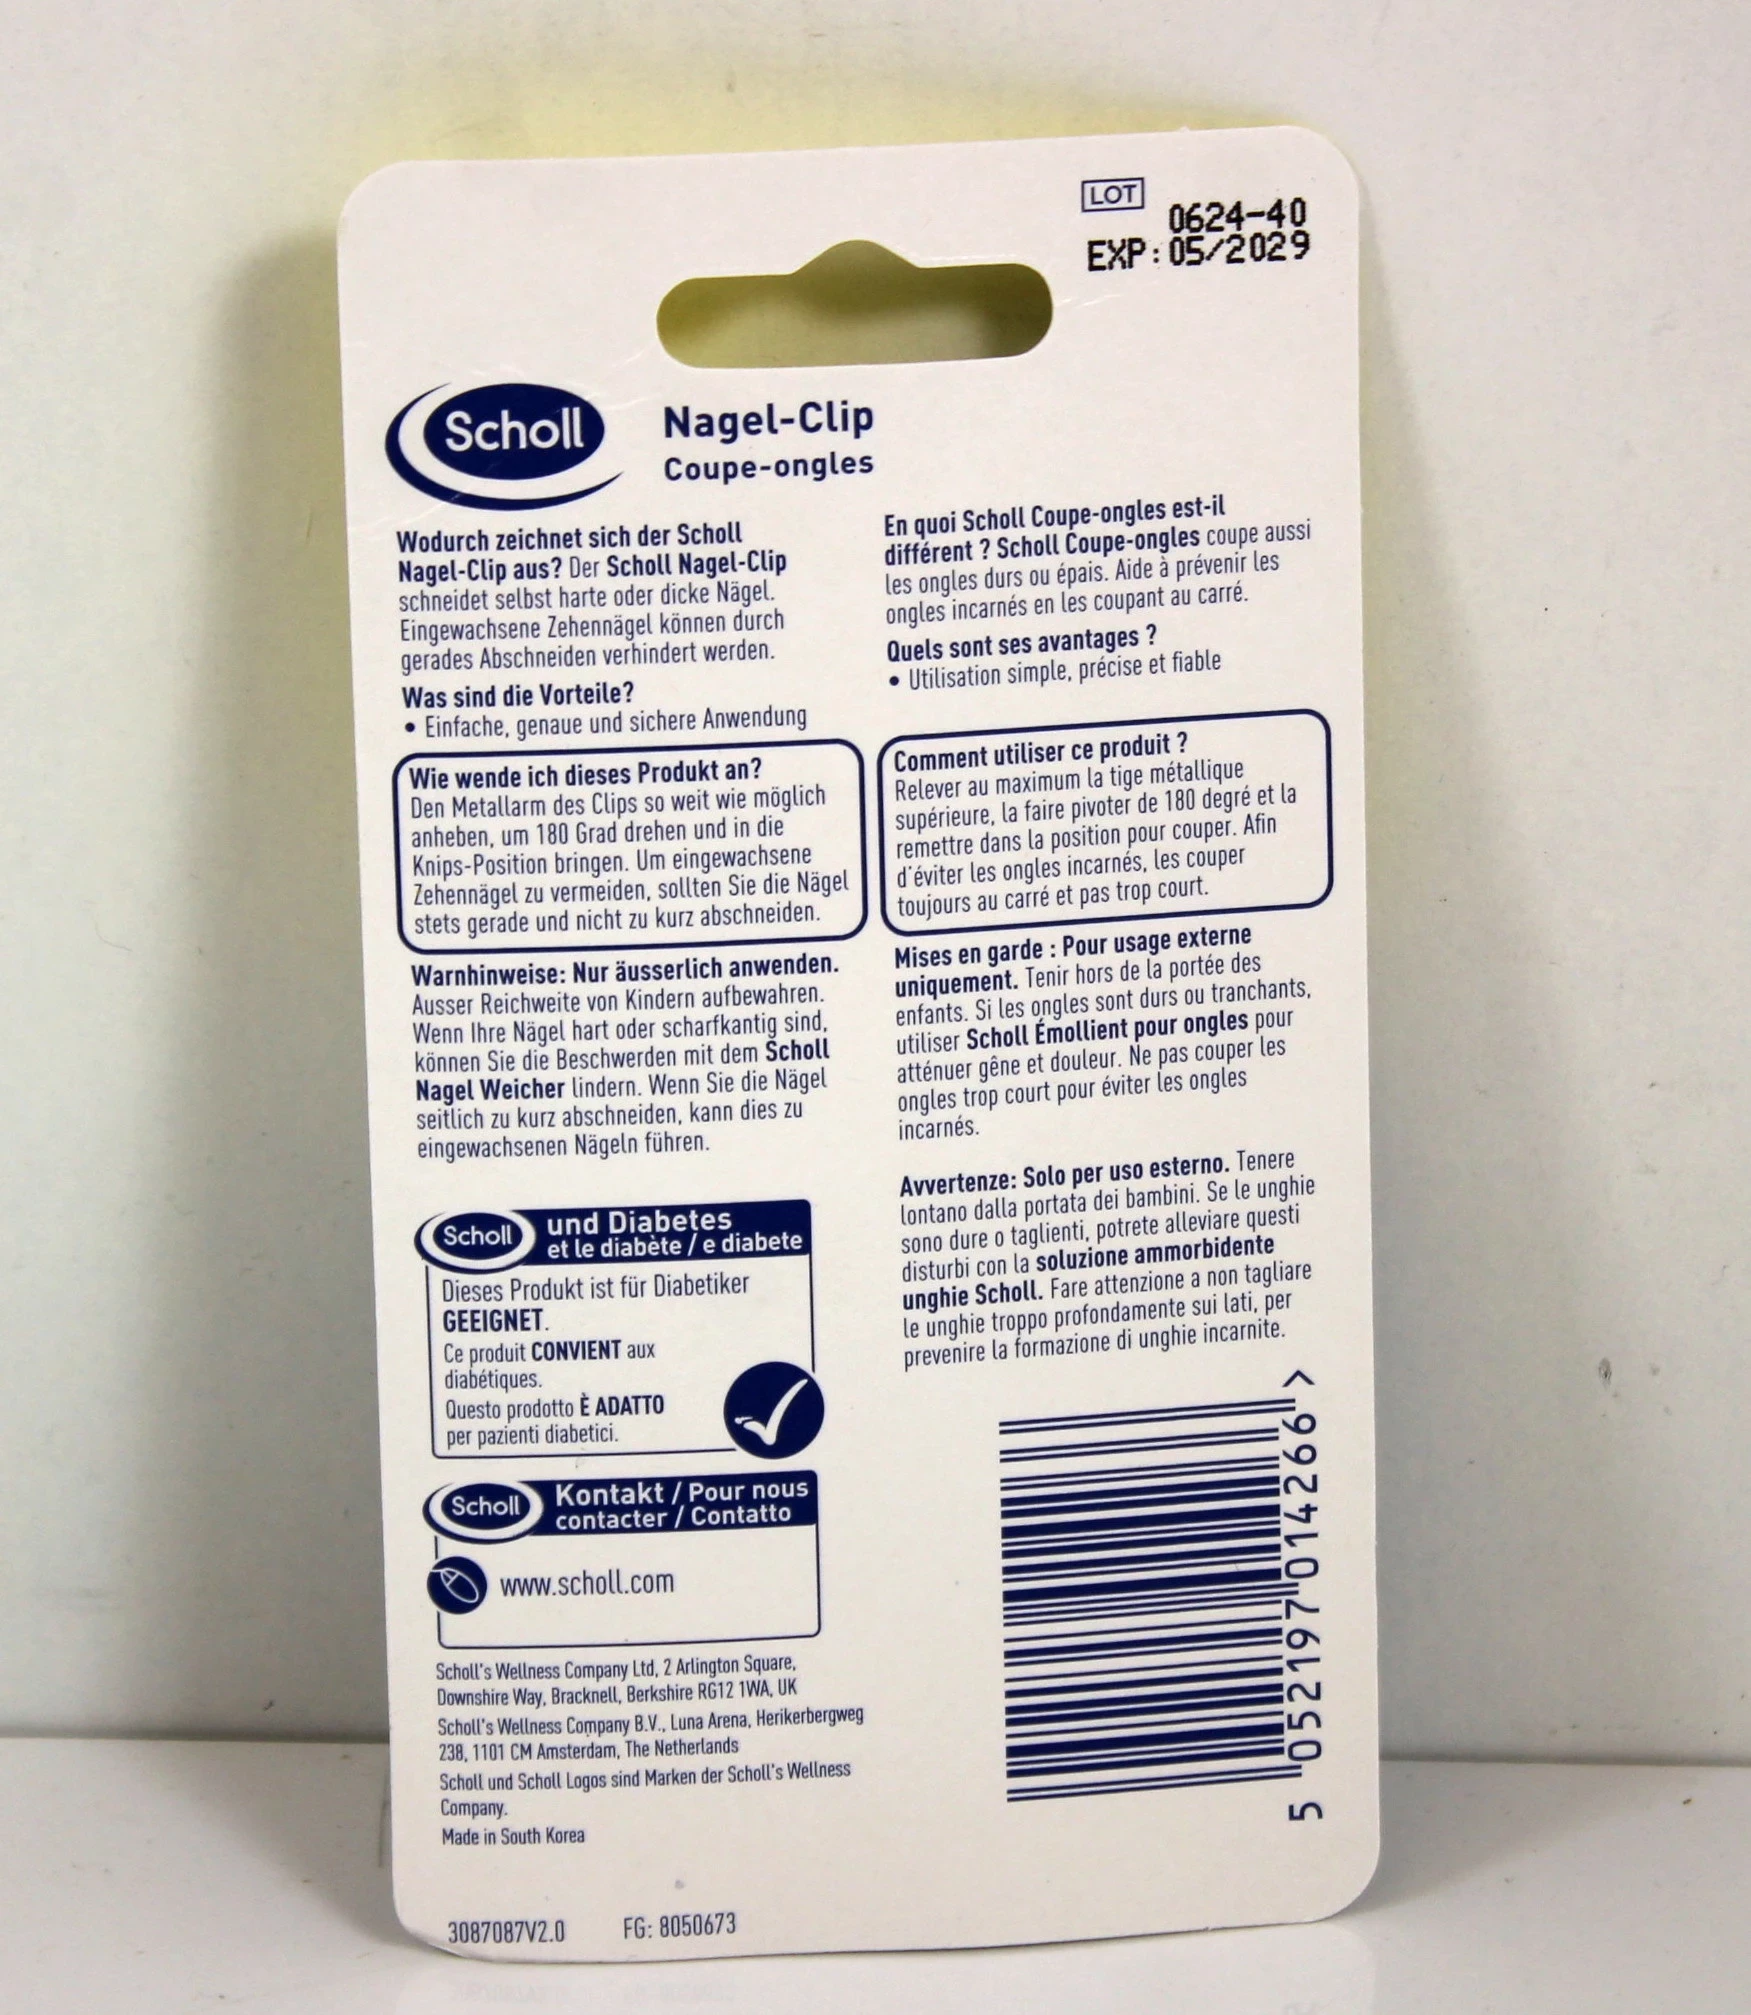 LOT
0624-40
EXP: 05/2029
Scholl
Nagel-Clip
Coupe-ongles
Wodurch zeichnet sich der Scholl
Nagel-Clip aus? Der Scholl Nagel-Clip
schneidet selbst harte oder dicke Nägel.
Eingewachsene Zehennägel können durch
gerades Abschneiden verhindert werden.
Was sind die Vorteile?
• Einfache, genaue und sichere Anwendung
Wie wende ich dieses Produkt an?
Den Metallarm des Clips so weit wie möglich
anheben, um 180 Grad drehen und in die
Knips-Position bringen. Um eingewachsene
Zehennägel zu vermeiden, sollten Sie die Nägel
stets gerade und nicht zu kurz abschneiden.
Warnhinweise: Nur äusserlich anwenden.
Ausser Reichweite von Kindern aufbewahren.
Wenn Ihre Nägel hart oder scharfkantig sind,
können Sie die Beschwerden mit dem Scholl
Nagel Weicher lindern. Wenn Sie die Nägel
seitlich zu kurz abschneiden, kann dies zu
eingewachsenen Nägeln führen.
Scholl
und Diabetes
et le diabète / e diabete
Dieses Produkt ist für Diabetiker
GEEIGNET.
Ce produit CONVIENT aux
diabétiques.
Questo prodotto È ADATTO
per pazienti diabetici.
Scholl
Kontakt / Pour nous
contacter / Contatto
www.scholl.com
Scholl's Wellness Company Ltd, 2 Arlington Square,
Downshire Way, Bracknell, Berkshire RG12 1WA, UK
Scholl's Wellness Company B.V., Luna Arena, Herikerbergweg
238, 1101 CM Amsterdam, The Netherlands
Scholl und Scholl Logos sind Marken der Scholl's Wellness
Company.
Made in South Korea
3087087V2.0
FG: 8050673
En quoi Scholl Coupe-ongles est-il
différent ? Scholl Coupe-ongles coupe aussi
les ongles durs ou épais. Aide à prévenir les
ongles incarnés en les coupant au carré.
Quels sont ses avantages ?
• Utilisation simple, précise et fiable
Comment utiliser ce produit ?
Relever au maximum la tige métallique
supérieure, la faire pivoter de 180 degré et la
remettre dans la position pour couper. Afin
d'éviter les ongles incarnés, les couper
toujours au carré et pas trop court.
Mises en garde : Pour usage externe
uniquement. Tenir hors de la portée des
enfants. Si les ongles sont durs ou tranchants,
utiliser Scholl Émollient pour ongles pour
atténuer gêne et douleur. Ne pas couper les
ongles trop court pour éviter les ongles
incarnés.
Avvertenze: Solo per uso esterno. Tenere
lontano dalla portata dei bambini. Se le unghie
sono dure o taglienti, potrete alleviare questi
disturbi con la soluzione ammorbidente
unghie Scholl. Fare attenzione a non tagliare
le unghie troppo profondamente sui lati, per
prevenire la formazione di unghie incarnite.
5 052197 014266 >